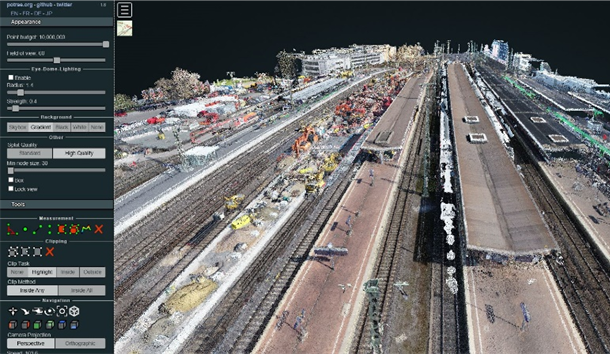 potree.org - github - twitter 1.8
EN - FR - DE - JP
Appearance
Point budget: 10,000,000
Field of view: 60
Eye-Dome-Lighting
Enable
Radius: 1.4
Strength: 0.4
Background
Skybox Gradient Black White None
Other
Splat Quality
Standard High Quality
Min node size: 30
Box
Lock view
Tools
Measurement
Clipping
Clip Task
None Highlight Inside Outside
Clip Method
Inside Any Inside All
Navigation
Camera Projection
Perspective Orthographic